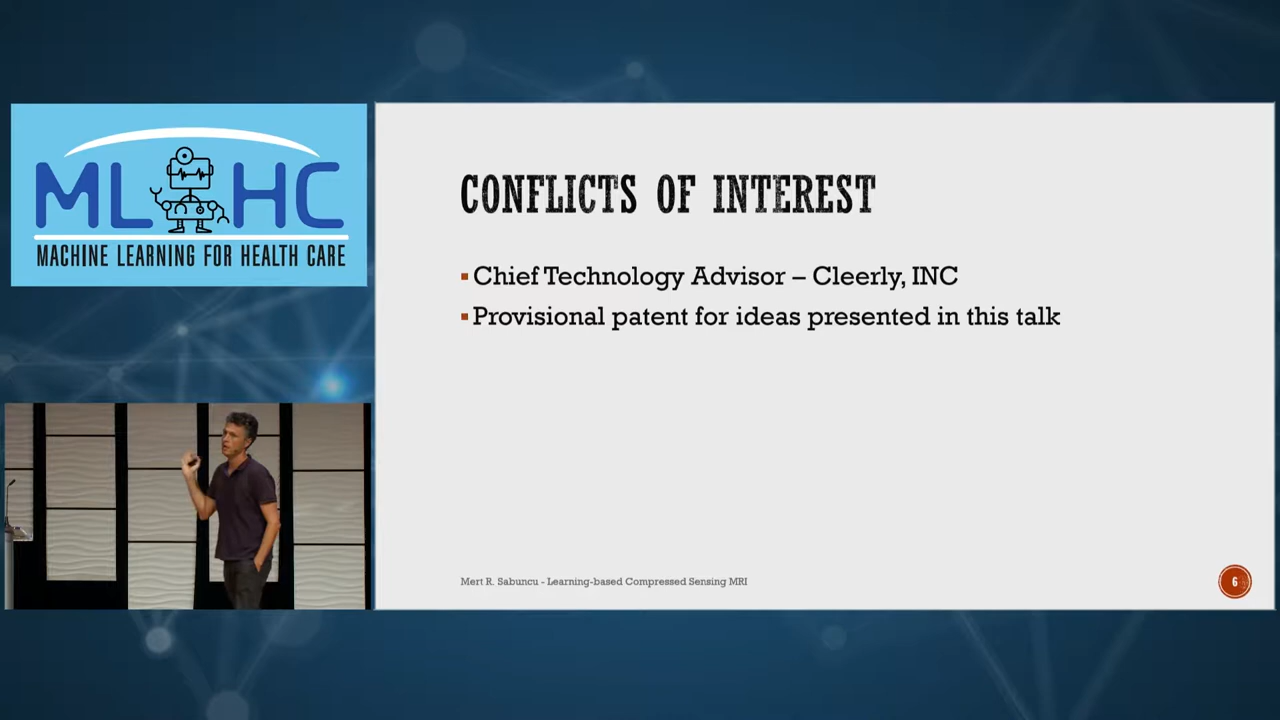 ML HC
MACHINE LEARNING FOR HEALTH CARE
CONFLICTS OF INTEREST
Chief Technology Advisor – Cleerly, INC
Provisional patent for ideas presented in this talk
Mert R. Sabuncu - Learning-based Compressed Sensing MRI
6